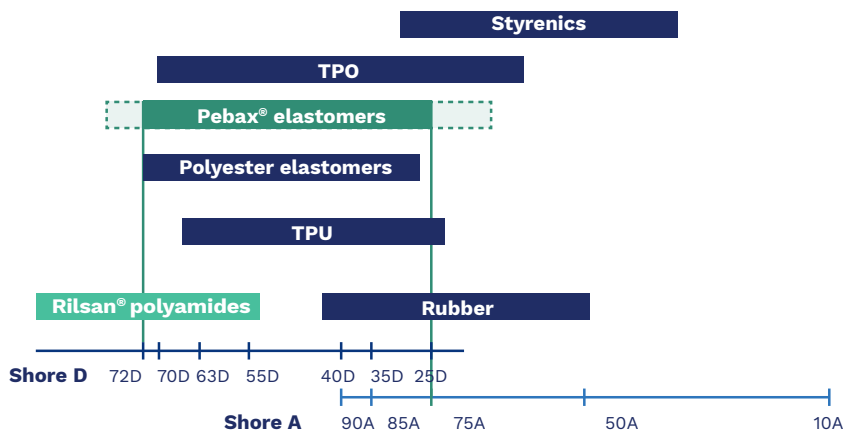 Styrenics
TPO
Pebax® elastomers
Polyester elastomers
TPU
Rilsan® polyamides
Rubber
Shore D 72D 70D 63D 55D 40D 35D 25D
Shore A 90A 85A 75A 50A 10A